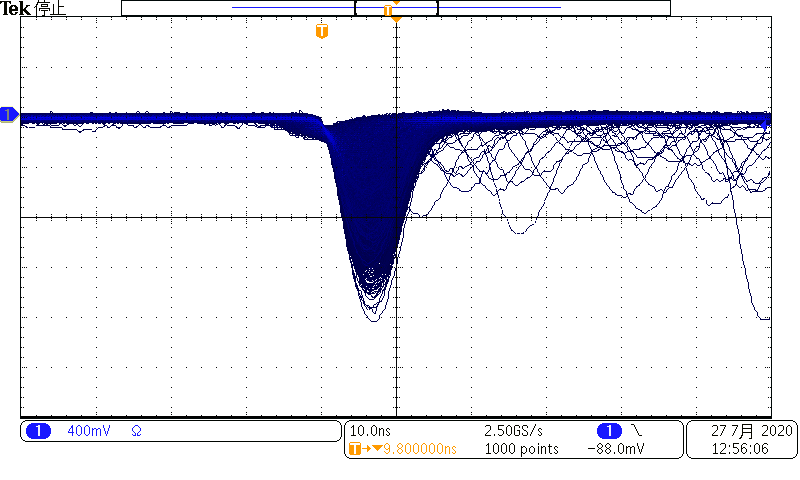 Tek 停止
T
T
1
1 400mV Ω
10.0ns 2.50GS/s 1
T→▼9.800000ns 1000 points −88.0mV
27 7月 2020
12:56:06